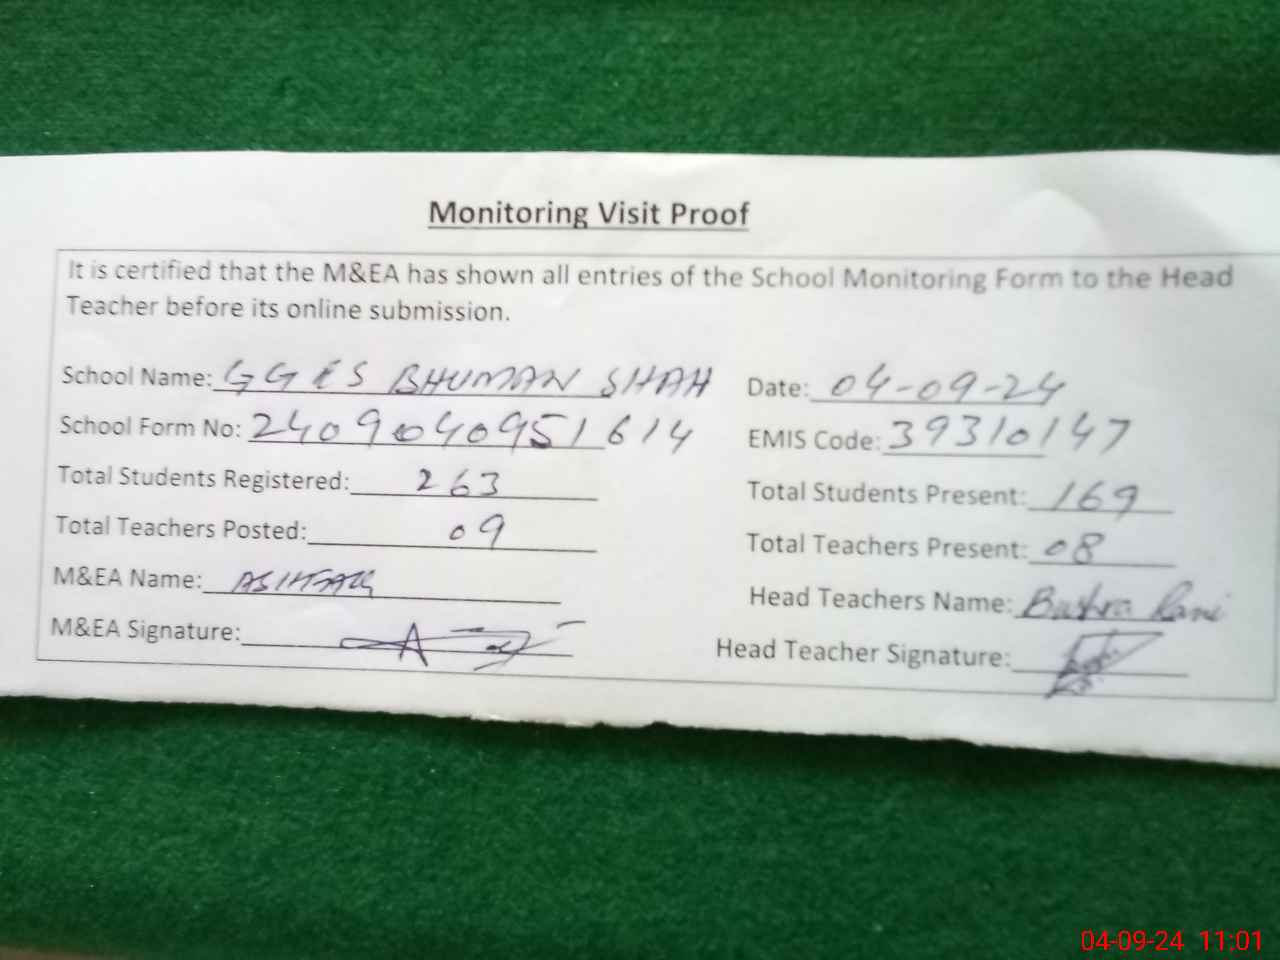 Monitoring Visit Proof
It is certified that the M&EA has shown all entries of the School Monitoring Form to the Head
Teacher before its online submission.
School Name: GGES BHUMAN SHAH Date: 04-09-24
School Form No: 2409040951614 EMIS Code: 39310147
Total Students Registered: 263 Total Students Present: 169
Total Teachers Posted: 09 Total Teachers Present: 08
M&EA Name: Head Teachers Name: Bushra Rani
M&EA Signature: Head Teacher Signature:
04-09-24 11:01